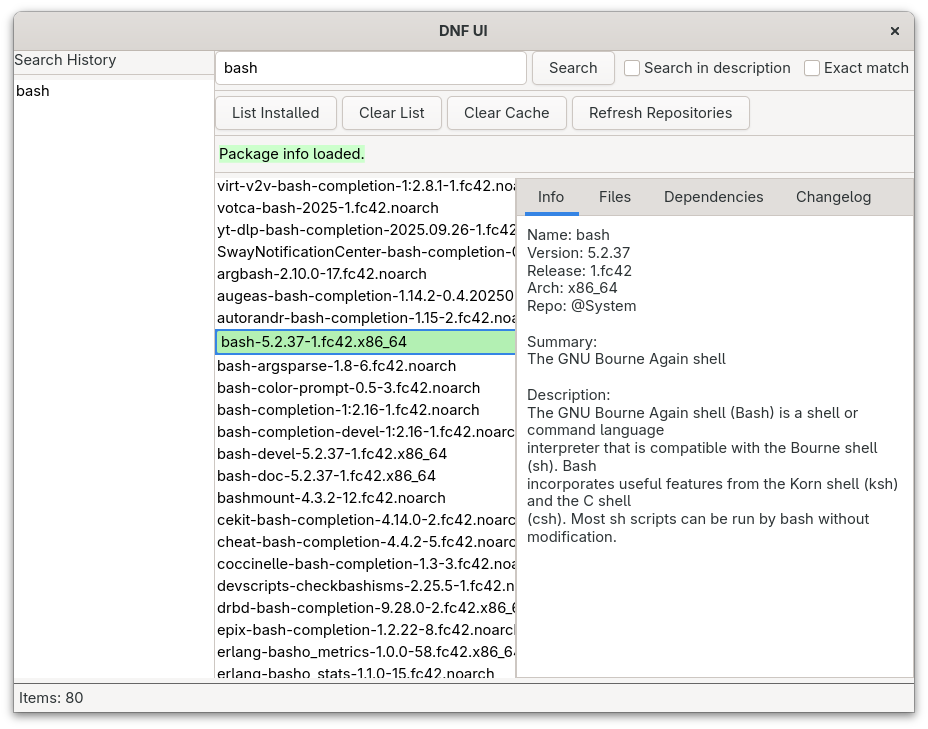 DNF UI
Search History
bash
bash
Search
Search in description
Exact match
List Installed
Clear List
Clear Cache
Refresh Repositories
Package info loaded.
virt-v2v-bash-completion-1:2.8.1-1.fc42.noa
votca-bash-2025-1.fc42.noarch
yt-dlp-bash-completion-2025.09.26-1.fc42
SwayNotificationCenter-bash-completion-0
argbash-2.10.0-17.fc42.noarch
augeas-bash-completion-1.14.2-0.4.20250
autorandr-bash-completion-1.15-2.fc42.noa
bash-5.2.37-1.fc42.x86_64
bash-argsparse-1.8-6.fc42.noarch
bash-color-prompt-0.5-3.fc42.noarch
bash-completion-1:2.16-1.fc42.noarch
bash-completion-devel-1:2.16-1.fc42.noarc
bash-devel-5.2.37-1.fc42.x86_64
bash-doc-5.2.37-1.fc42.x86_64
bashmount-4.3.2-12.fc42.noarch
cekit-bash-completion-4.14.0-2.fc42.noarc
cheat-bash-completion-4.4.2-5.fc42.noarc
coccinelle-bash-completion-1.3-3.fc42.noa
devscripts-checkbashisms-2.25.5-1.fc42.n
drbd-bash-completion-9.28.0-2.fc42.x86_6
epix-bash-completion-1.2.22-8.fc42.noarc
erlang-basho_metrics-1.0.0-58.fc42.x86_64
erlang-basho_stats-1.1.0-15.fc42.noarch
Info
Files
Dependencies
Changelog
Name: bash
Version: 5.2.37
Release: 1.fc42
Arch: x86_64
Repo: @System
Summary:
The GNU Bourne Again shell
Description:
The GNU Bourne Again shell (Bash) is a shell or
command language
interpreter that is compatible with the Bourne shell
(sh). Bash
incorporates useful features from the Korn shell (ksh)
and the C shell
(csh). Most sh scripts can be run by bash without
modification.
Items: 80